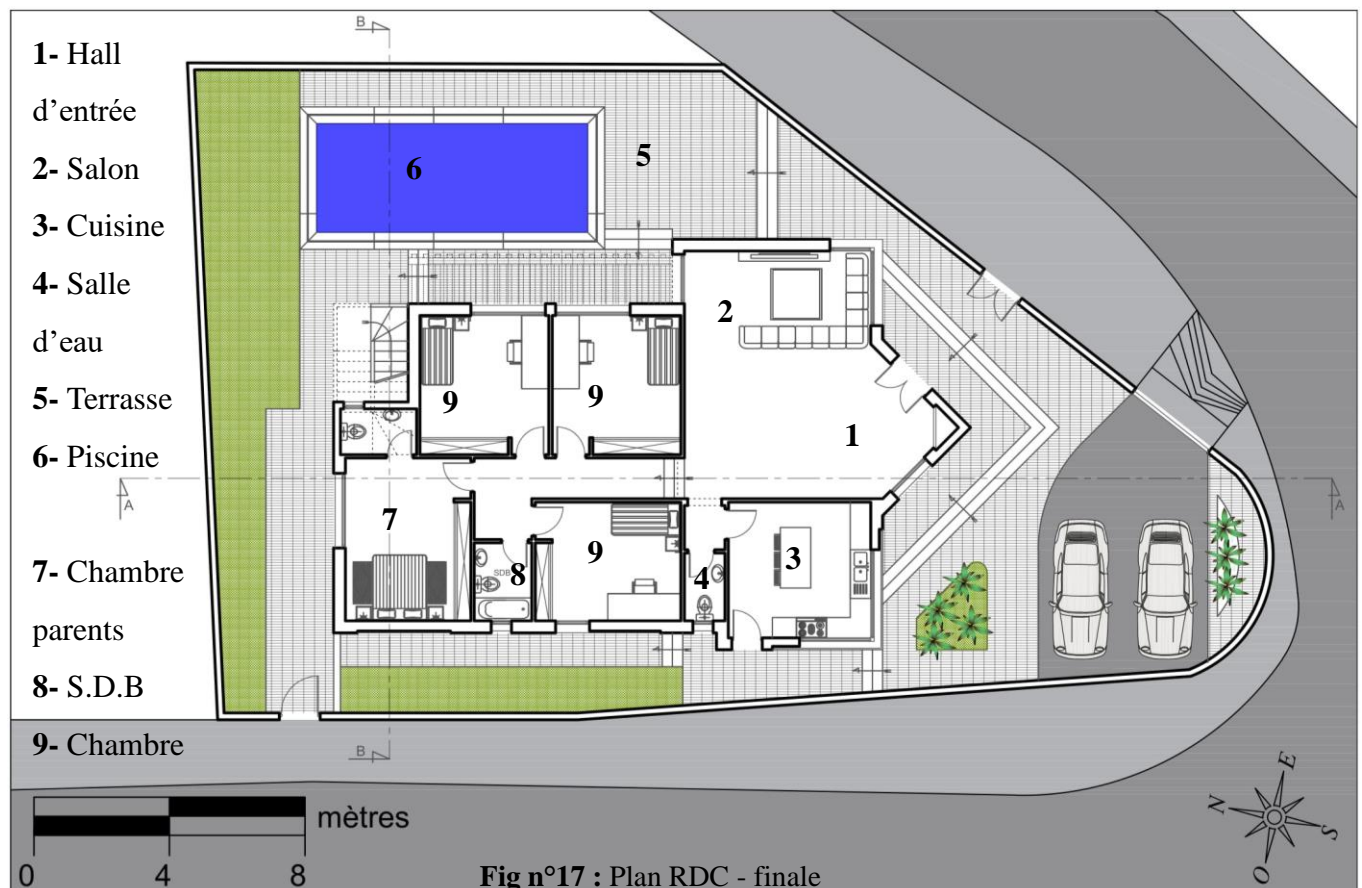 1- Hall
d’entrée
2- Salon
3- Cuisine
4- Salle
d’eau
5- Terrasse
6- Piscine
7- Chambre
parents
8- S.D.B
9- Chambre
B
6
5
2
9
9
1
A
A
7
9
3
8
SDB
4
B
mètres
0 4 8
N
E
S
O
Fig n°17 : Plan RDC - finale